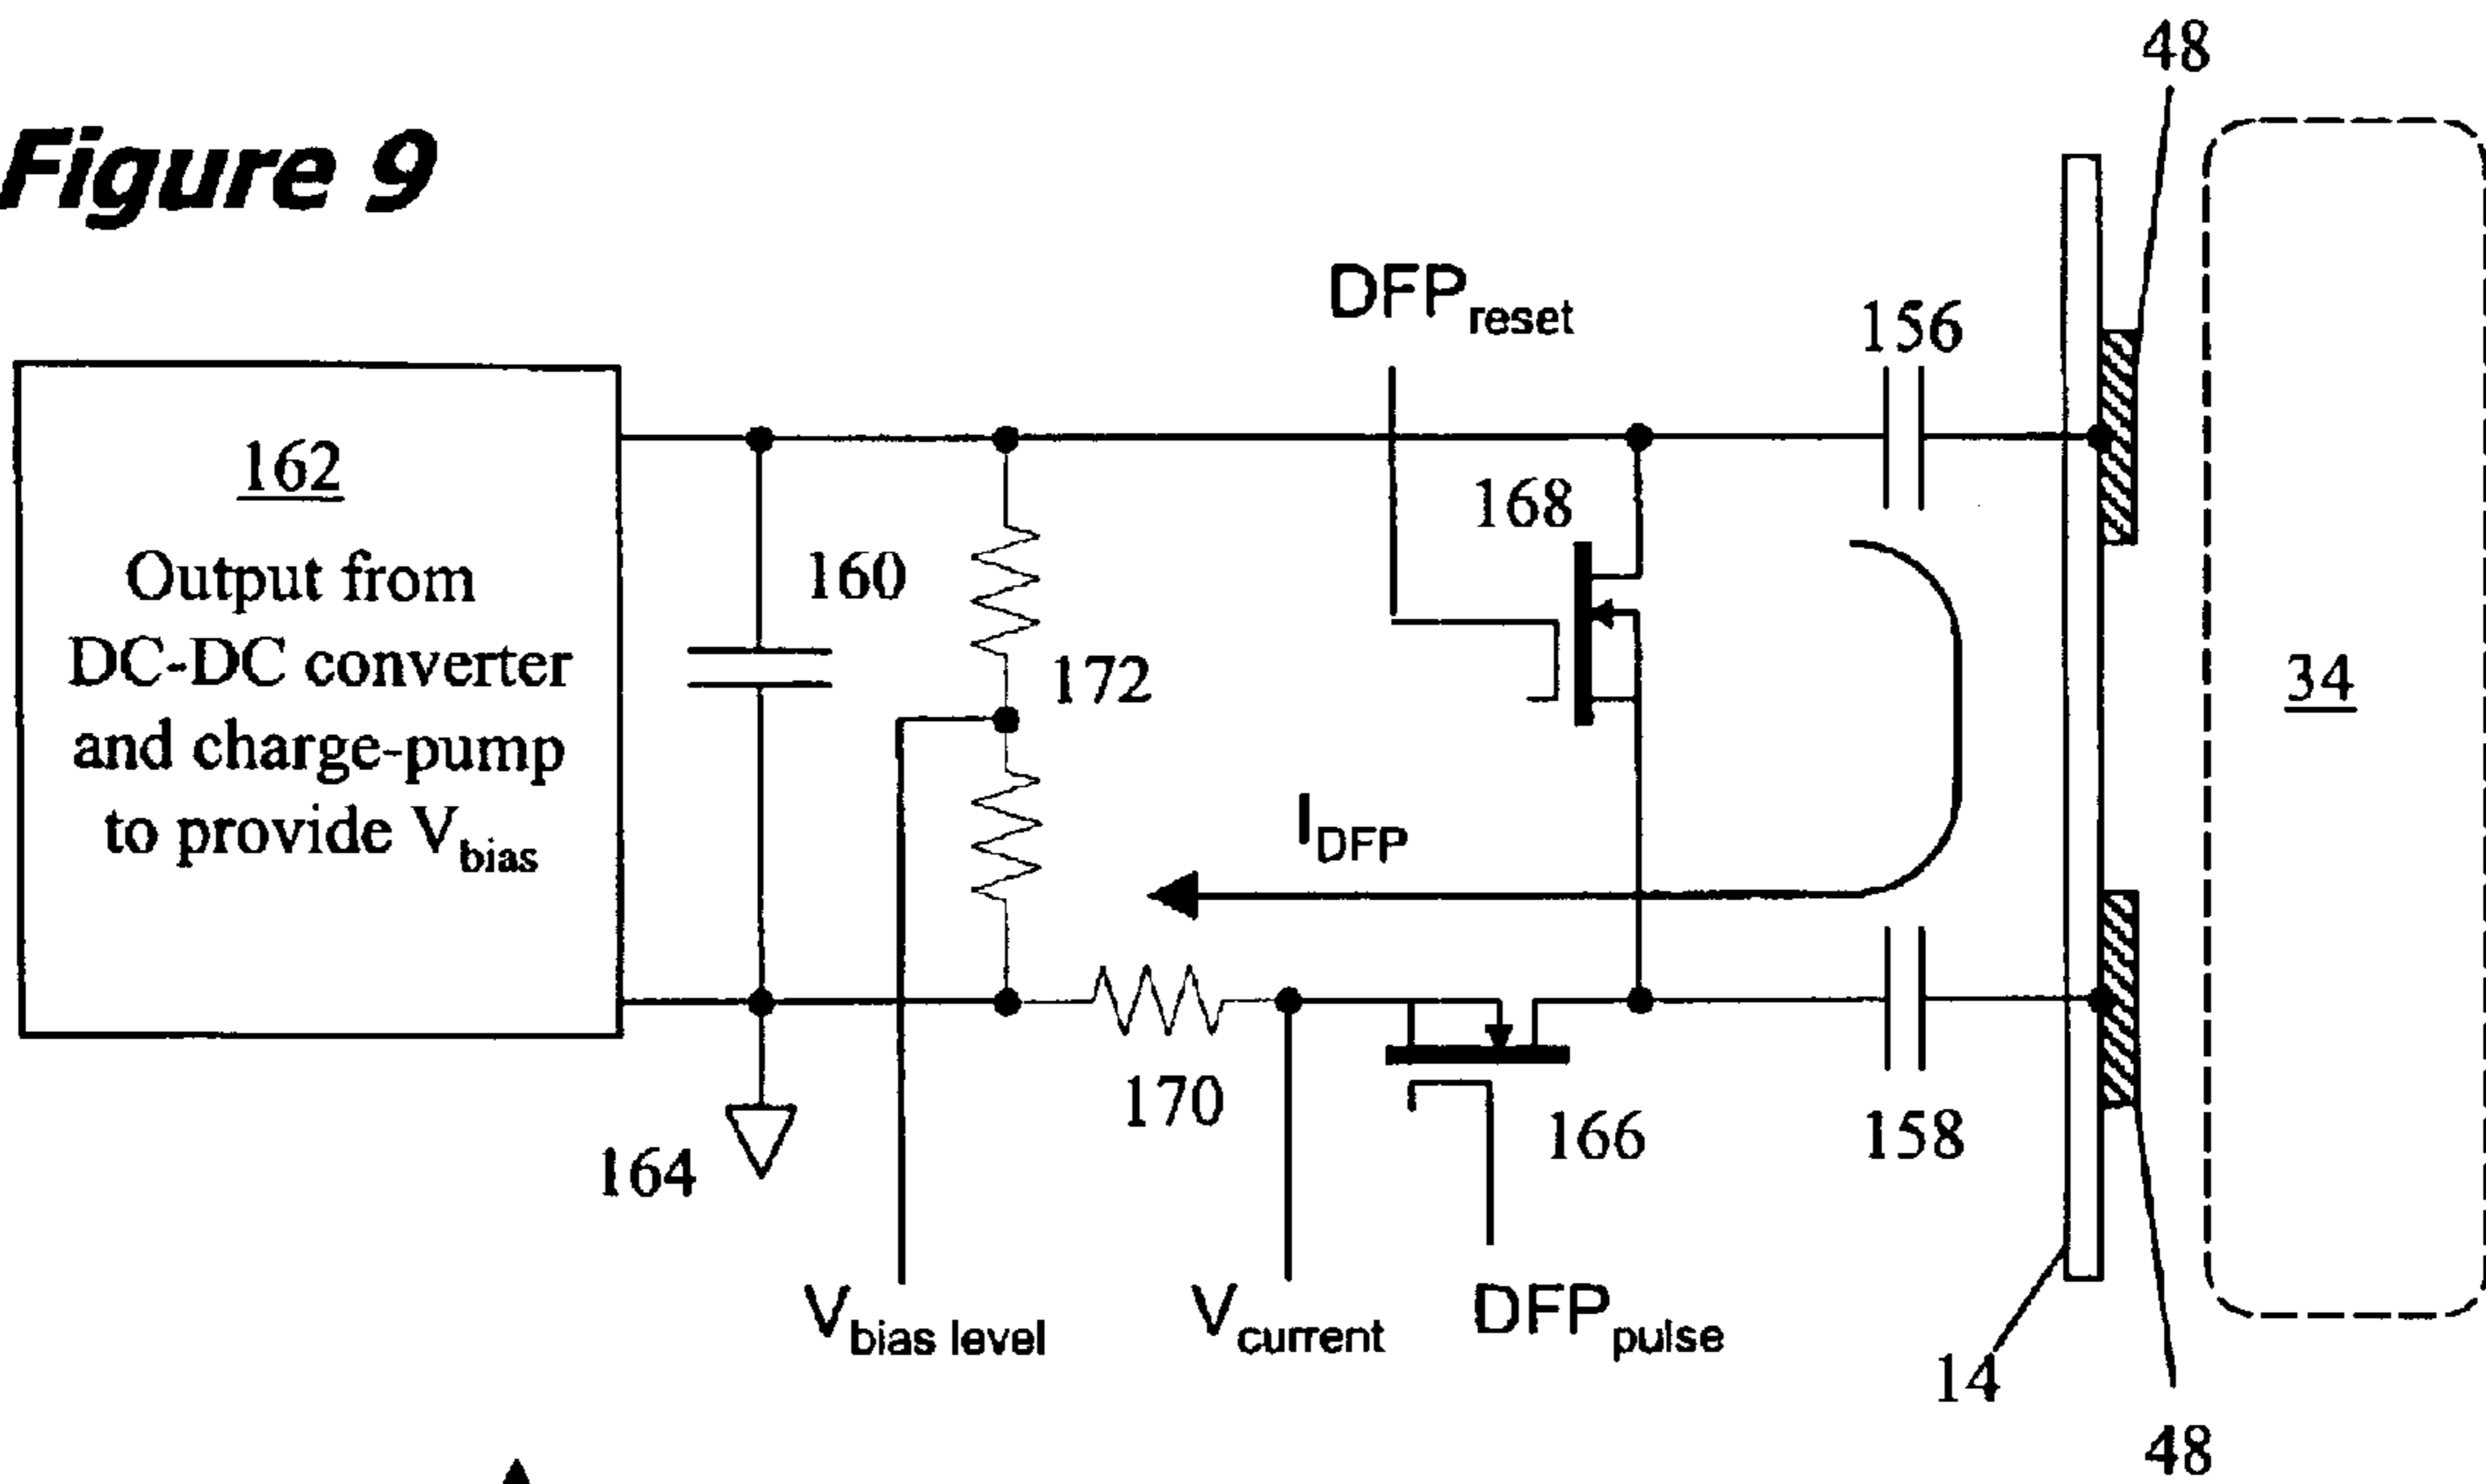 Figure 9
48
DFPreset
156
162
Output from
DC-DC converter
and charge-pump
to provide Vbias
160
168
172
34
IDFP
170
166
158
164
Vbias level
Vcurrent
DFPpulse
14
48